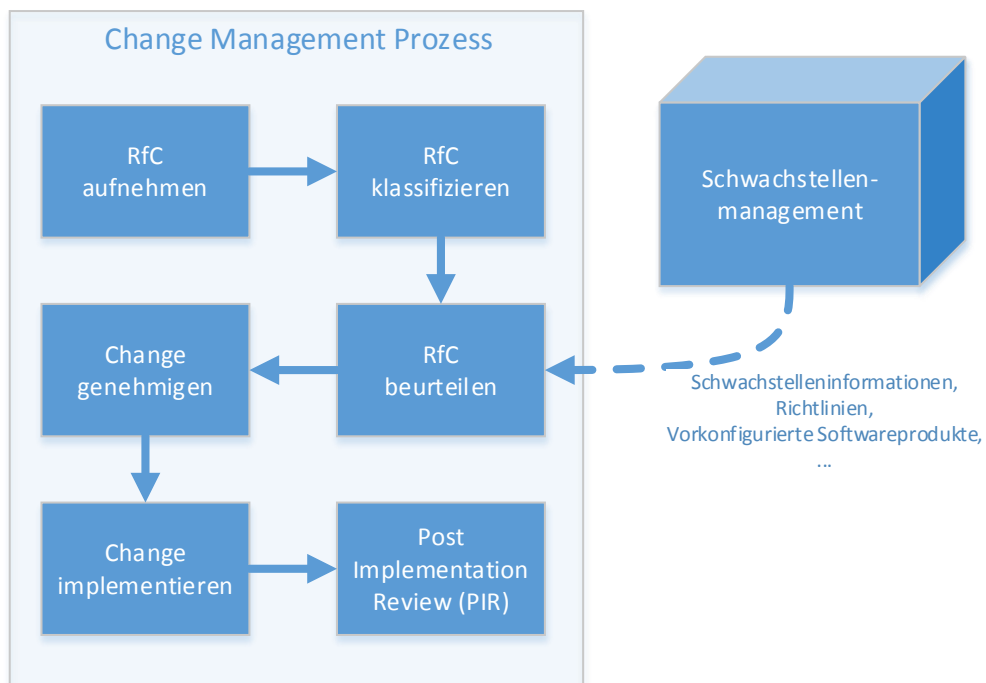 Change Management Prozess
RfC
aufnehmen
RfC
klassifizieren
Schwachstellen-
management
Change
genehmigen
RfC
beurteilen
Schwachstelleninformationen,
Richtlinien,
Vorkonfigurierte Softwareprodukte,
...
Change
implementieren
Post
Implementation
Review (PIR)